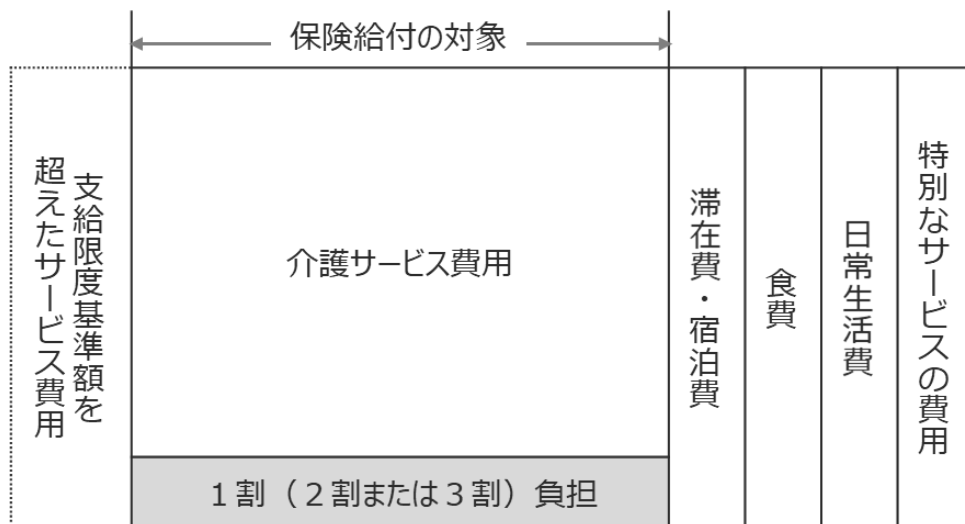 保険給付の対象
支給限度基準額を
超えたサービス費用
介護サービス費用
1割（2割または3割）負担
滞在費・宿泊費
食費
日常生活費
特別なサービスの費用